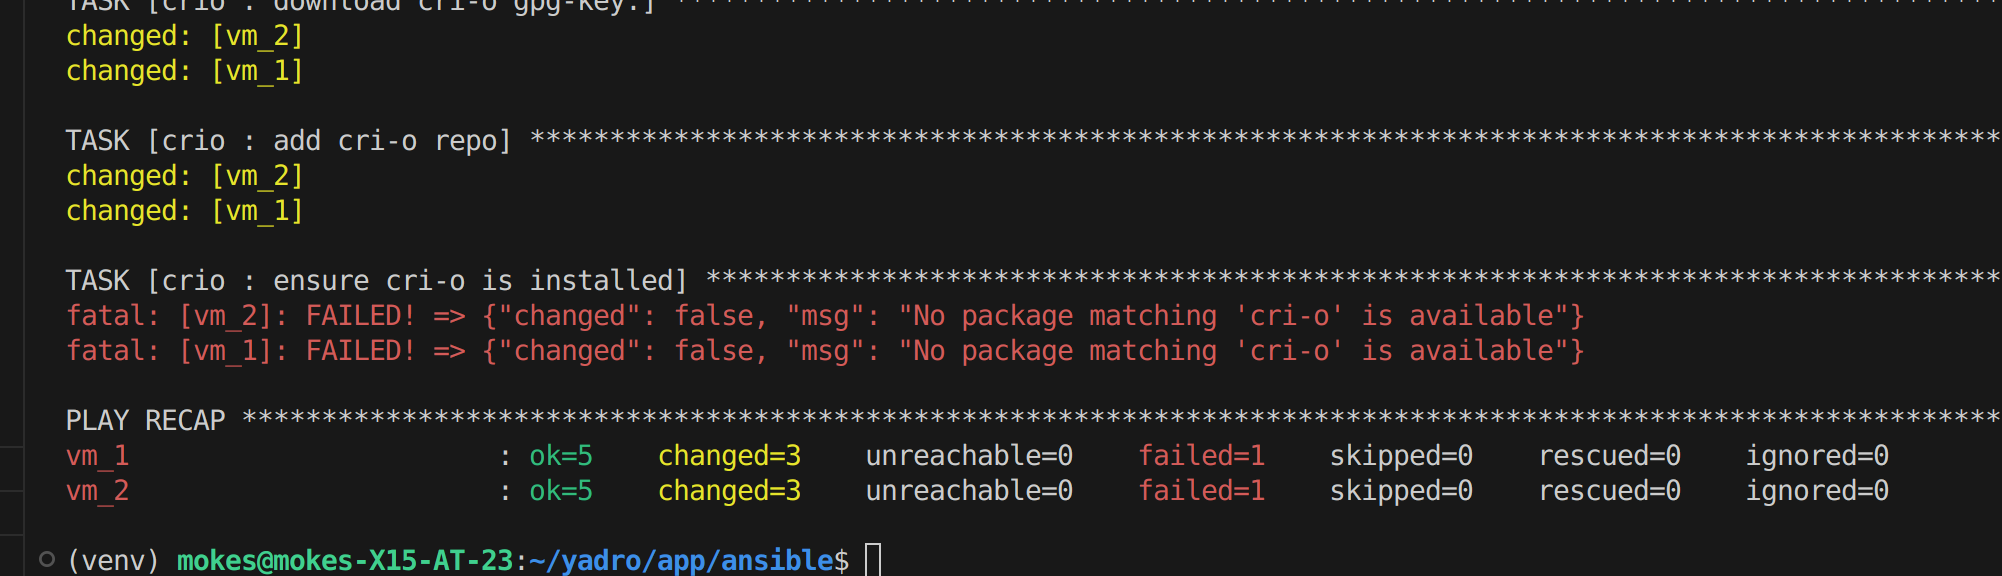 TASK [crio : download cri-o gpg-key.] ****************************************************************************
changed: [vm_2]
changed: [vm_1]
TASK [crio : add cri-o repo] ********************************************************************************************
changed: [vm_2]
changed: [vm_1]
TASK [crio : ensure cri-o is installed] *********************************************************************************
fatal: [vm_2]: FAILED! => {"changed": false, "msg": "No package matching 'cri-o' is available"}
fatal: [vm_1]: FAILED! => {"changed": false, "msg": "No package matching 'cri-o' is available"}
PLAY RECAP **************************************************************************************************************
vm_1 : ok=5 changed=3 unreachable=0 failed=1 skipped=0 rescued=0 ignored=0
vm_2 : ok=5 changed=3 unreachable=0 failed=1 skipped=0 rescued=0 ignored=0
(venv) mokes@mokes-X15-AT-23:~/yadro/app/ansible$